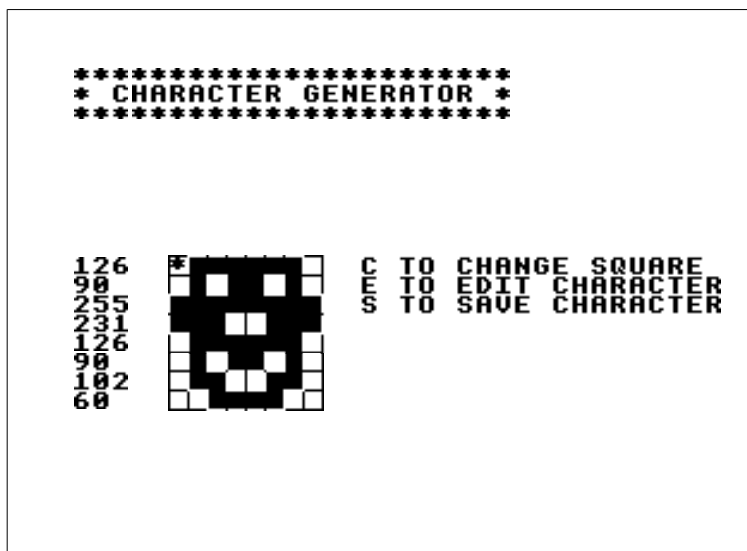 ***********************
* CHARACTER GENERATOR *
***********************
126 * C TO CHANGE SQUARE
90 E TO EDIT CHARACTER
255 S TO SAVE CHARACTER
231
126
90
102
60